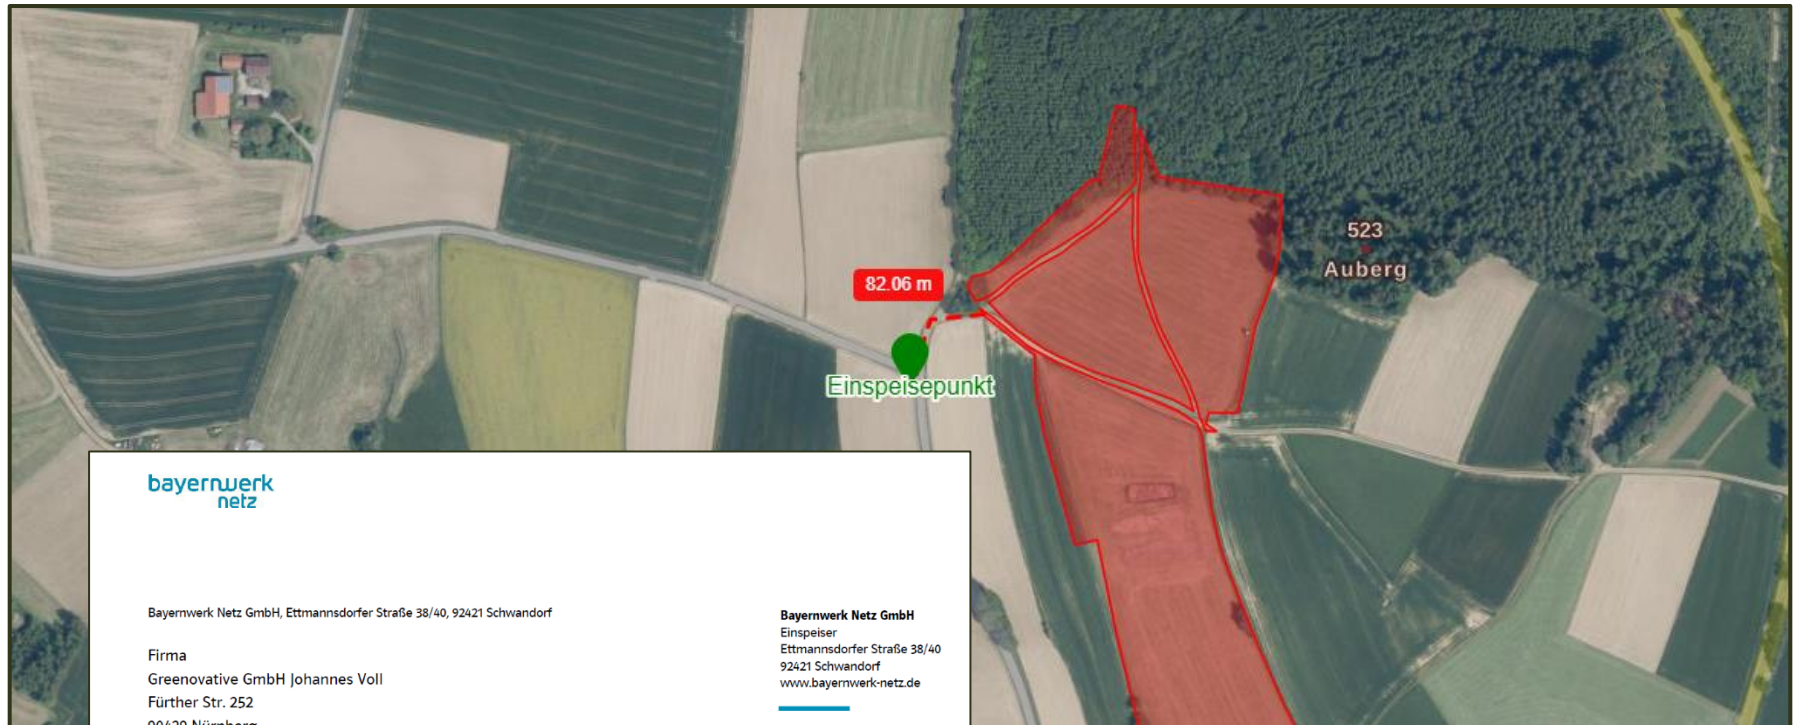 523
Auberg
82.06 m
Einspeisepunkt
bayernwerk
netz
Bayernwerk Netz GmbH, Ettmannsdorfer Straße 38/40, 92421 Schwandorf
Firma
Greenovative GmbH Johannes Voll
Fürther Str. 252
90429 Nürnberg
Bayernwerk Netz GmbH
Einspeiser
Ettmannsdorfer Straße 38/40
92421 Schwandorf
www.bayernwerk-netz.de